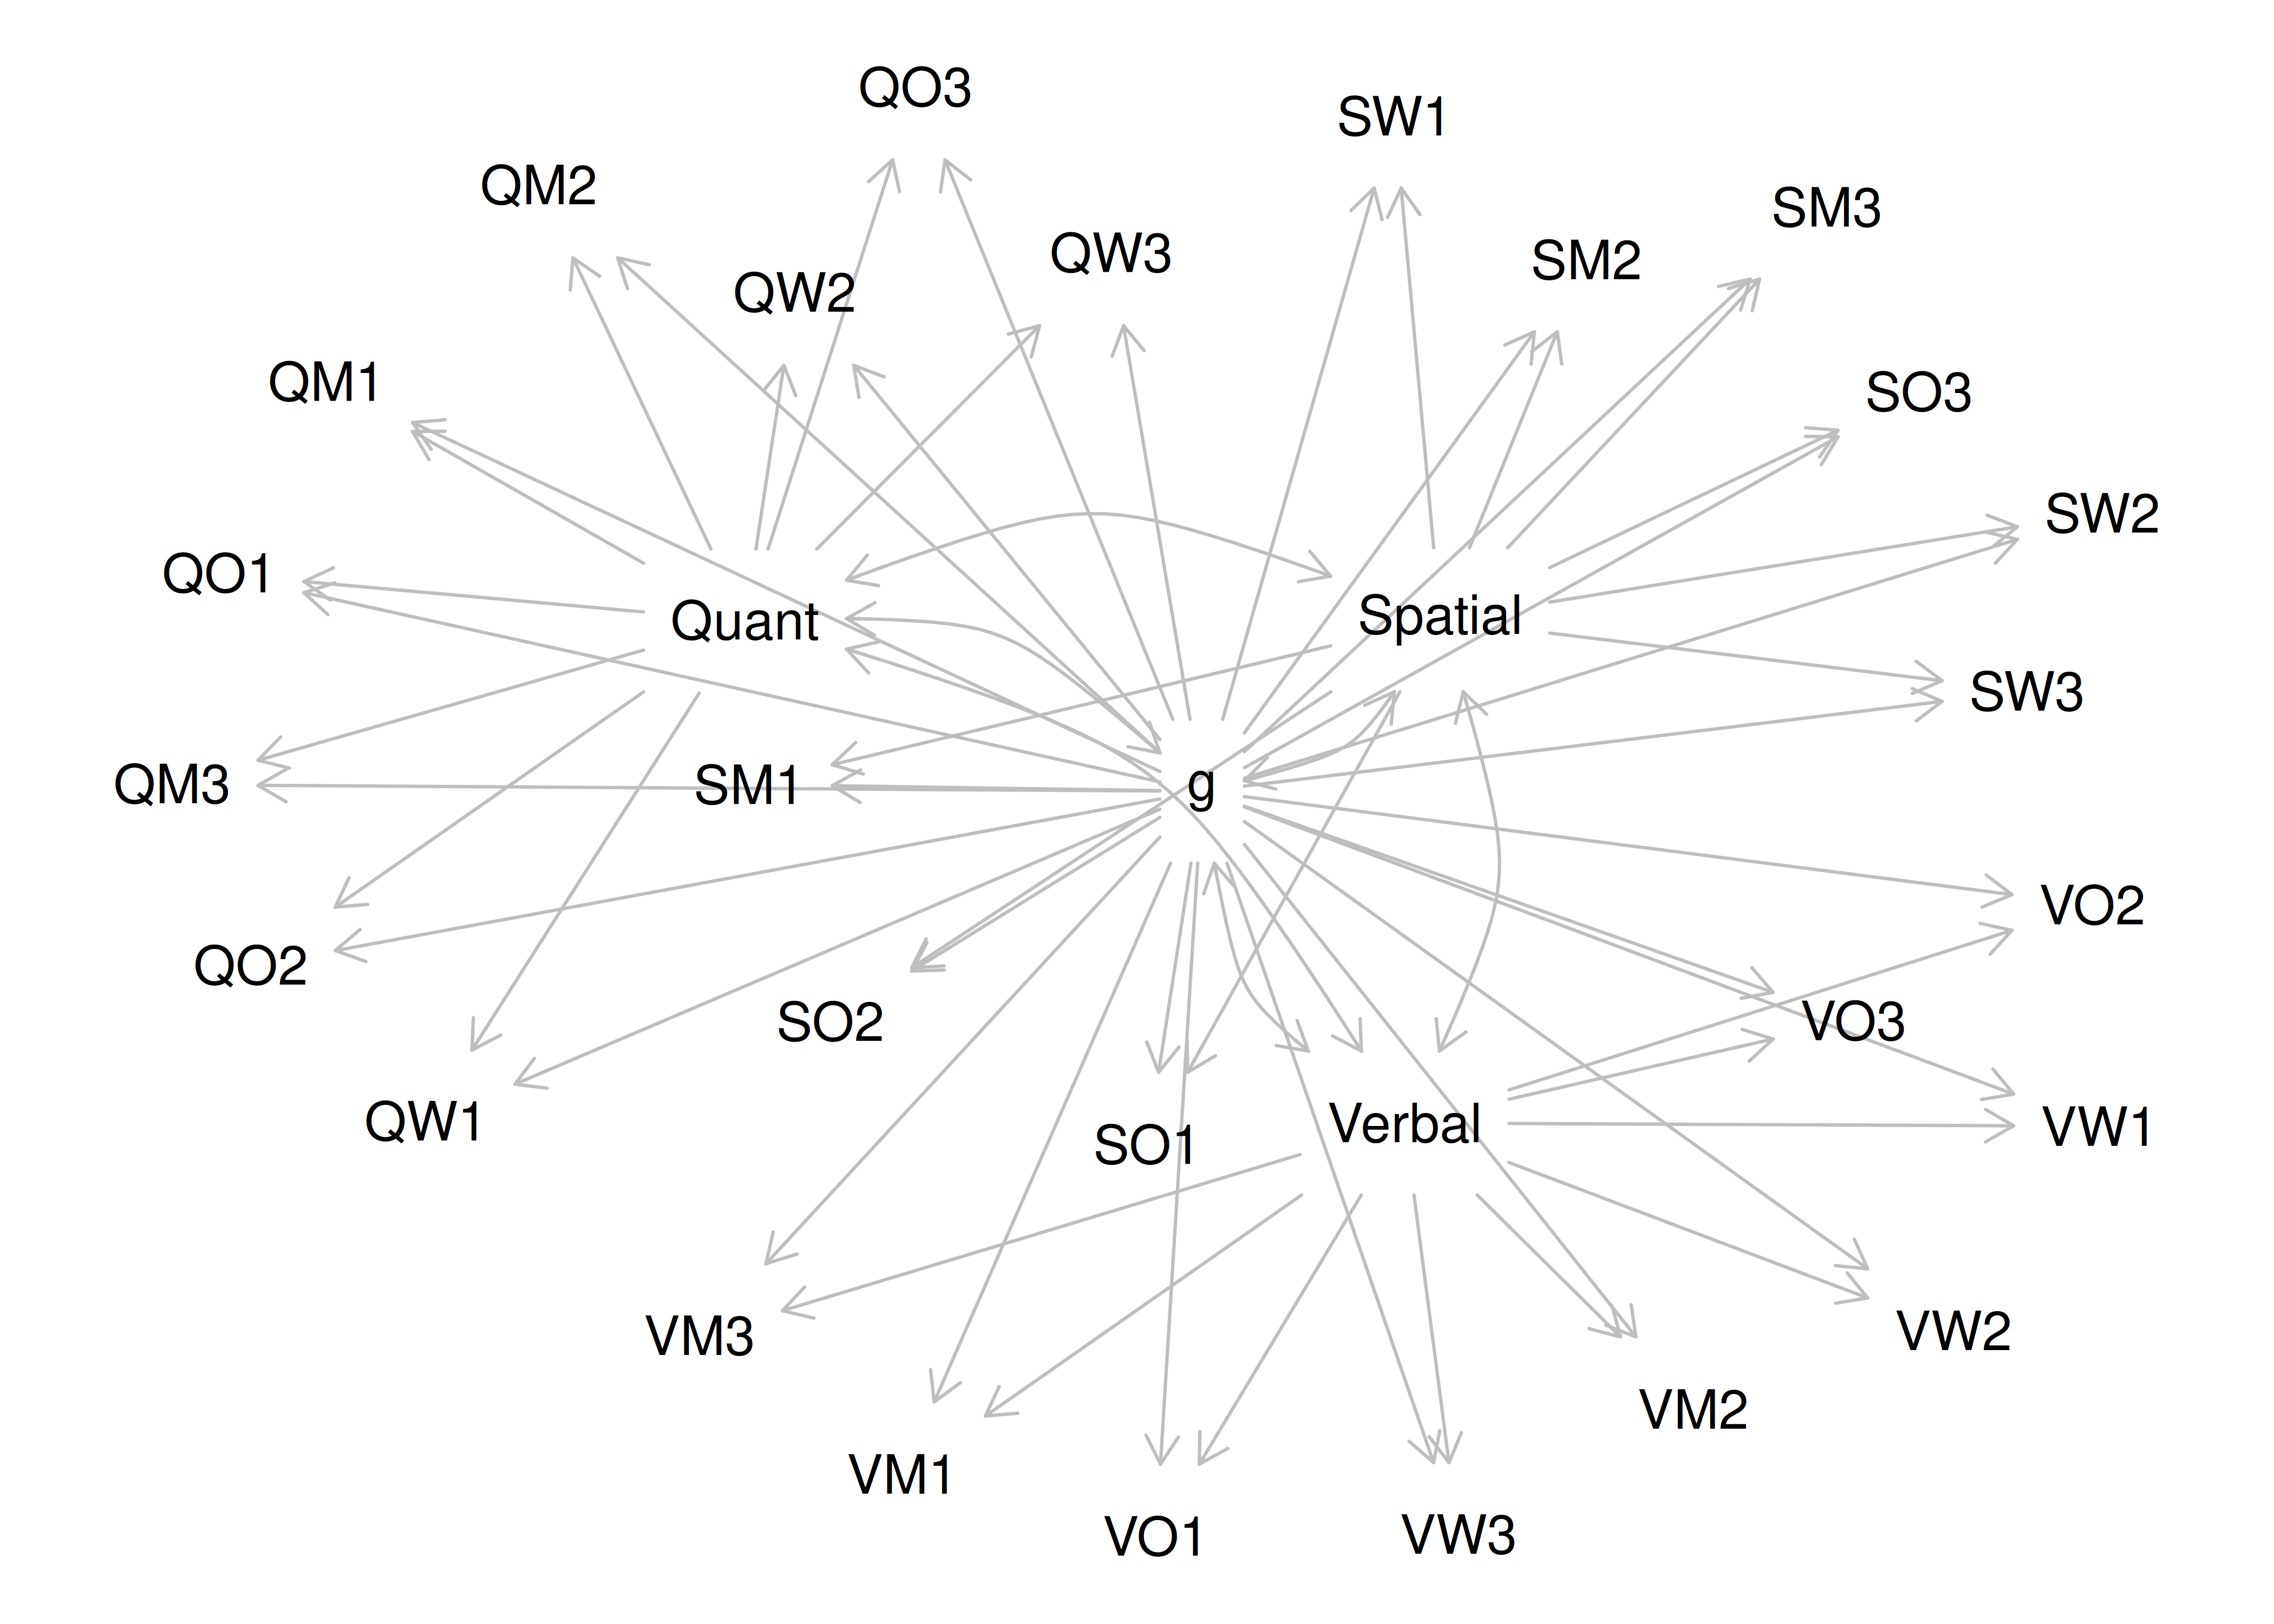 QO3
SW1
QM2
SM3
QW3
SM2
QW2
QM1
SO3
SW2
QO1
Spatial
Quant
SW3
QM3
SM1
g
VO2
QO2
SO2
VO3
QW1
Verbal
VW1
SO1
VM3
VW2
VM2
VM1
VO1
VW3